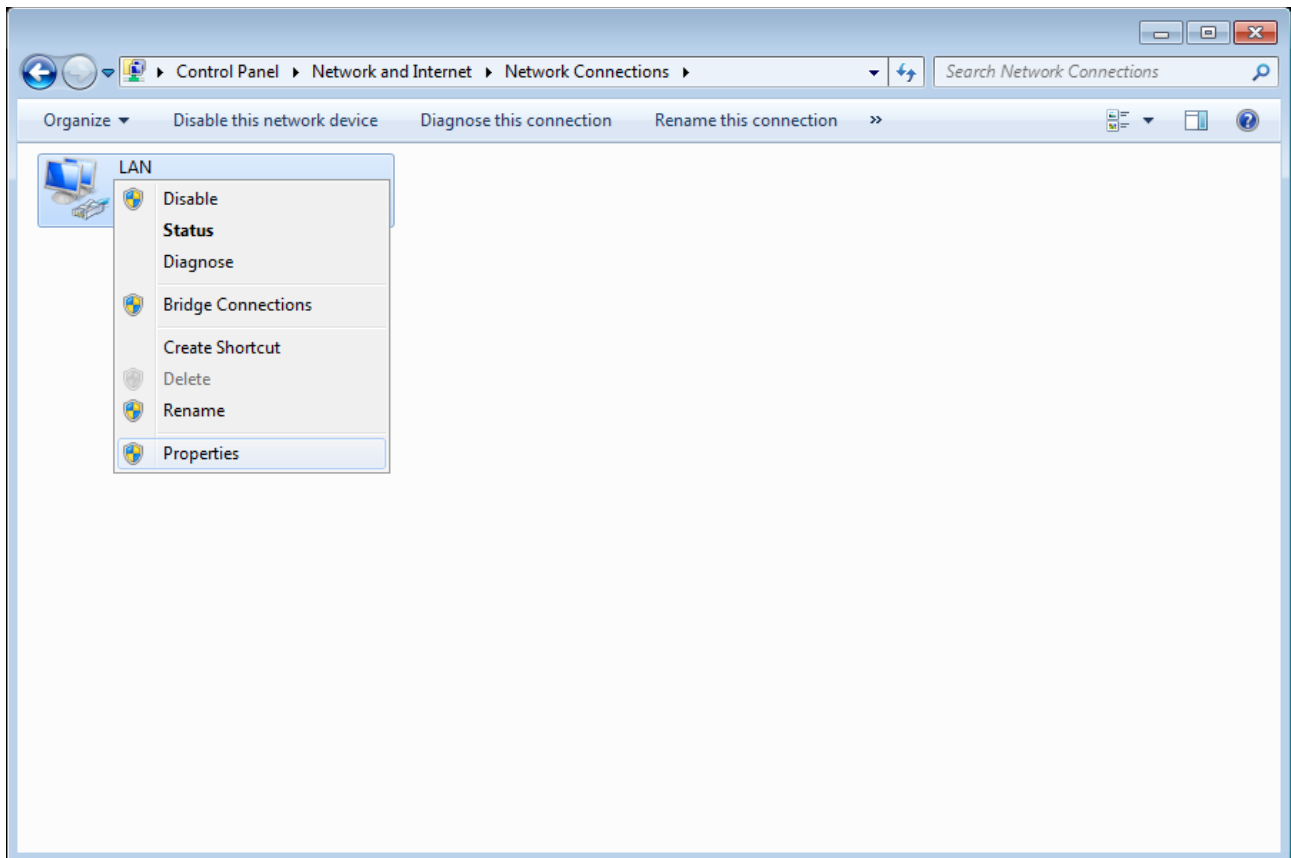 Control Panel Network and Internet Network Connections
Search Network Connections
Organize Disable this network device Diagnose this connection Rename this connection »
LAN
Disable
Status
Diagnose
Bridge Connections
Create Shortcut
Delete
Rename
Properties